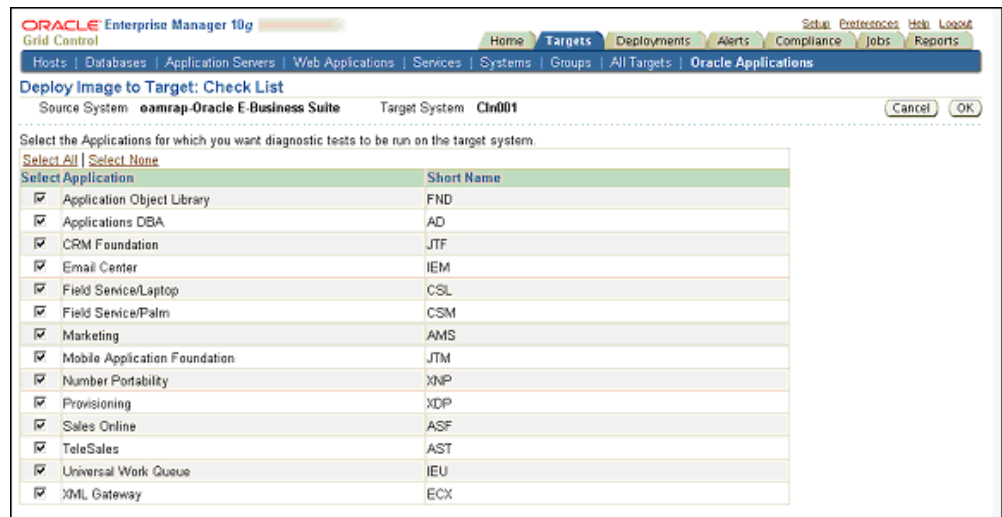 ORACLE Enterprise Manager 10g
Grid Control
Setup Preferences Help Logout
Home Targets Deployments Alerts Compliance Jobs Reports
Hosts | Databases | Application Servers | Web Applications | Services | Systems | Groups | All Targets | Oracle Applications
Deploy Image to Target: Check List
Source System oamrap-Oracle E-Business Suite Target System Cln001
Cancel OK
Select the Applications for which you want diagnostic tests to be run on the target system.
Select All | Select None
Select Application Short Name
Application Object Library FND
Applications DBA AD
CRM Foundation JTF
Email Center IEM
Field Service/Laptop CSL
Field Service/Palm CSM
Marketing AMS
Mobile Application Foundation JTM
Number Portability XNP
Provisioning XDP
Sales Online ASF
TeleSales AST
Universal Work Queue IEU
XML Gateway ECX